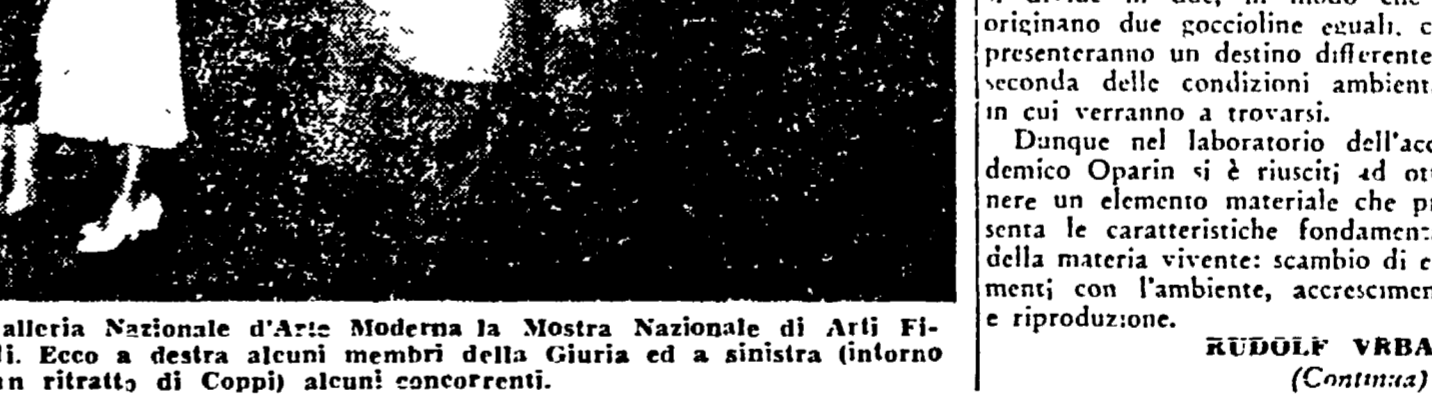 alleria Nazionale d'Arte Moderna la Mostra Nazionale di Arti Fi-
li. Ecco a destra alcuni membri della Giuria ed a sinistra (intorno
un ritratto di Coppi) alcuni concorrenti.
originano due goccioline eguali, c
presenteranno un destino differente
seconda delle condizioni ambient
in cui verranno a trovarsi.
Dunque nel laboratorio dell'acc
demico Oparin si è riusciti ad ott
nere un elemento materiale che pr
senta le caratteristiche fondament
della materia vivente: scambio di e
menti con l'ambiente, accrescimen
e riproduzione.
RUDOLF VRBA
(Continua)